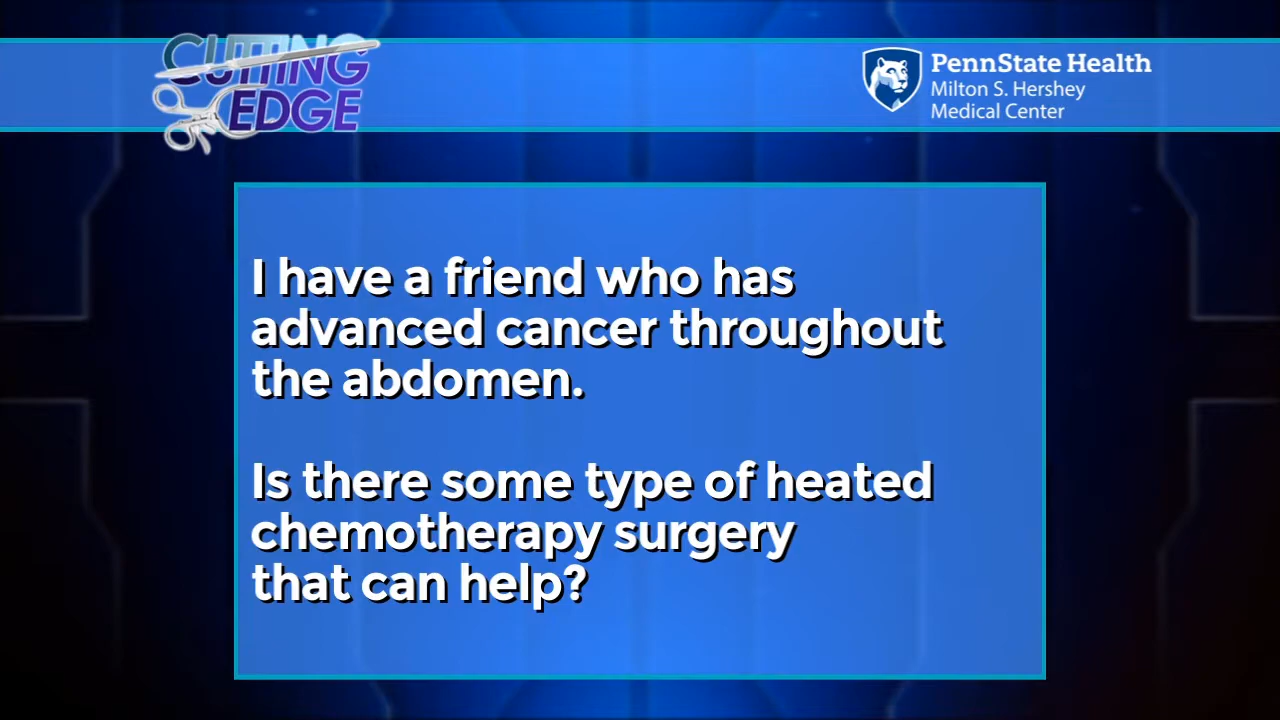 CUTTING
EDGE
PennState Health
Milton S. Hershey
Medical Center
I have a friend who has
advanced cancer throughout
the abdomen.
Is there some type of heated
chemotherapy surgery
that can help?